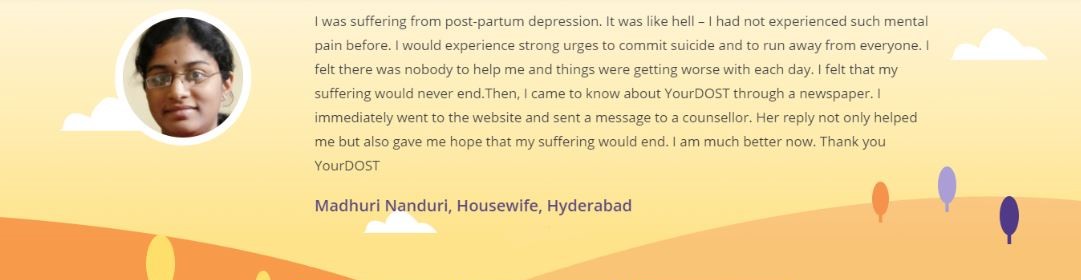 I was suffering from post-partum depression. It was like hell – I had not experienced such mental
pain before. I would experience strong urges to commit suicide and to run away from everyone. I
felt there was nobody to help me and things were getting worse with each day. I felt that my
suffering would never end.Then, I came to know about YourDOST through a newspaper. I
immediately went to the website and sent a message to a counsellor. Her reply not only helped
me but also gave me hope that my suffering would end. I am much better now. Thank you
YourDOST
Madhuri Nanduri, Housewife, Hyderabad